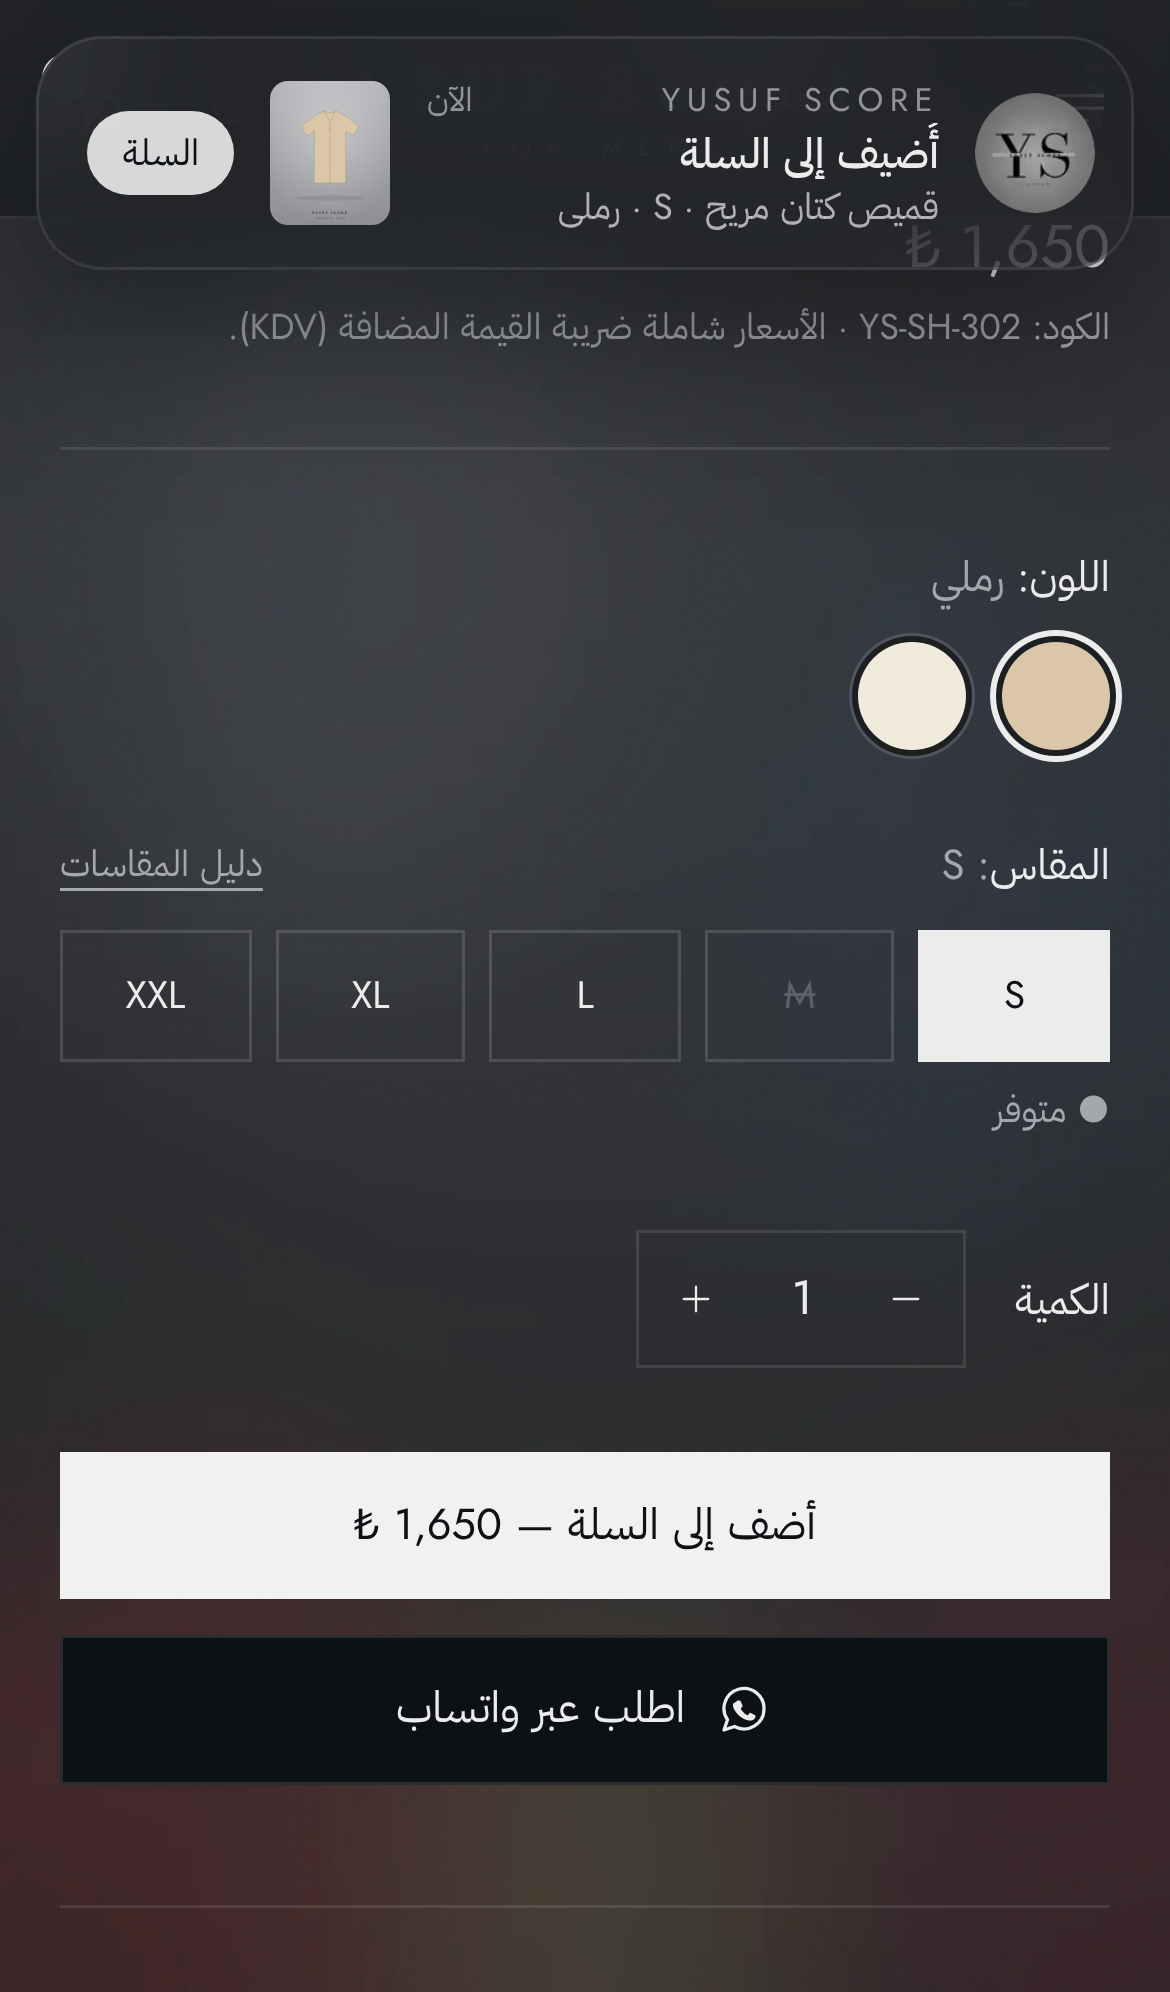 YUSUF SCORE
الآن
أُضيف إلى السلة
قميص كتان مريح · S · رملي
YS
السلة
1,650 ₺
الكود: YS-SH-302 · الأسعار شاملة ضريبة القيمة المضافة (KDV).
اللون: رملي
المقاس: S
دليل المقاسات
S
M
L
XL
XXL
متوفر
الكمية
− 1 +
أضف إلى السلة — 1,650 ₺
اطلب عبر واتساب